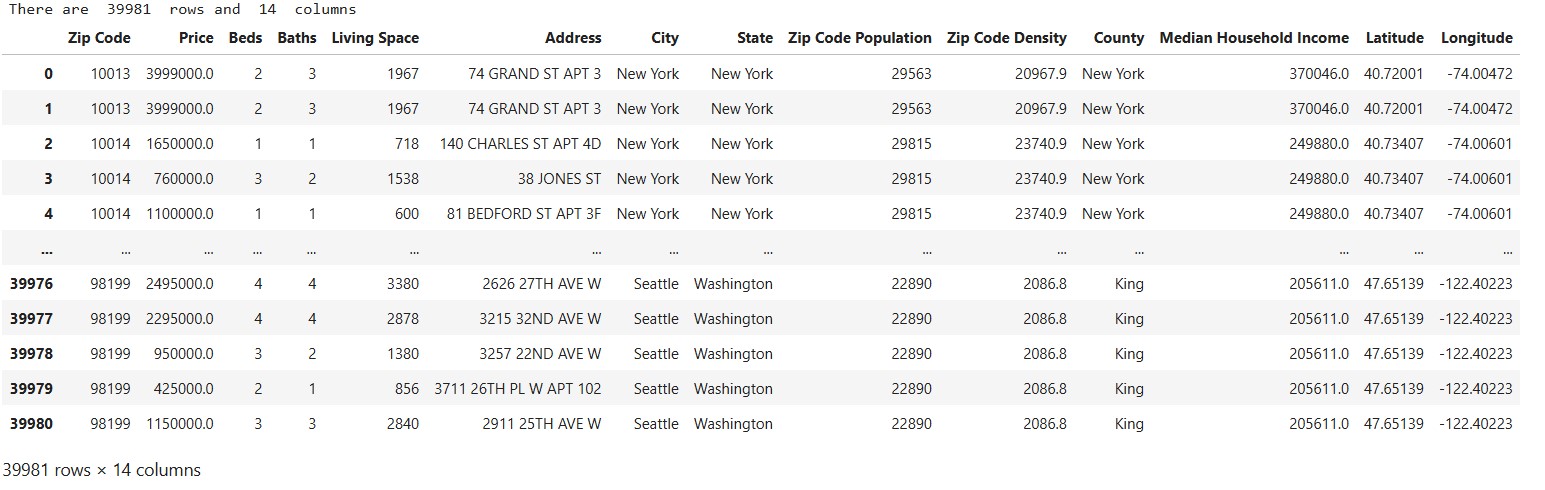 There are 39981 rows and 14 columns
Zip Code Price Beds Baths Living Space Address City State Zip Code Population Zip Code Density County Median Household Income Latitude Longitude
0 10013 3999000.0 2 3 1967 74 GRAND ST APT 3 New York New York 29563 20967.9 New York 370046.0 40.72001 -74.00472
1 10013 3999000.0 2 3 1967 74 GRAND ST APT 3 New York New York 29563 20967.9 New York 370046.0 40.72001 -74.00472
2 10014 1650000.0 1 1 718 140 CHARLES ST APT 4D New York New York 29815 23740.9 New York 249880.0 40.73407 -74.00601
3 10014 760000.0 3 2 1538 38 JONES ST New York New York 29815 23740.9 New York 249880.0 40.73407 -74.00601
4 10014 1100000.0 1 1 600 81 BEDFORD ST APT 3F New York New York 29815 23740.9 New York 249880.0 40.73407 -74.00601
... ... ... ... ... ... ... ... ... ... ... ... ... ... ...
39976 98199 2495000.0 4 4 3380 2626 27TH AVE W Seattle Washington 22890 2086.8 King 205611.0 47.65139 -122.40223
39977 98199 2295000.0 4 4 2878 3215 32ND AVE W Seattle Washington 22890 2086.8 King 205611.0 47.65139 -122.40223
39978 98199 950000.0 3 2 1380 3257 22ND AVE W Seattle Washington 22890 2086.8 King 205611.0 47.65139 -122.40223
39979 98199 425000.0 2 1 856 3711 26TH PL W APT 102 Seattle Washington 22890 2086.8 King 205611.0 47.65139 -122.40223
39980 98199 1150000.0 3 3 2840 2911 25TH AVE W Seattle Washington 22890 2086.8 King 205611.0 47.65139 -122.40223
39981 rows × 14 columns